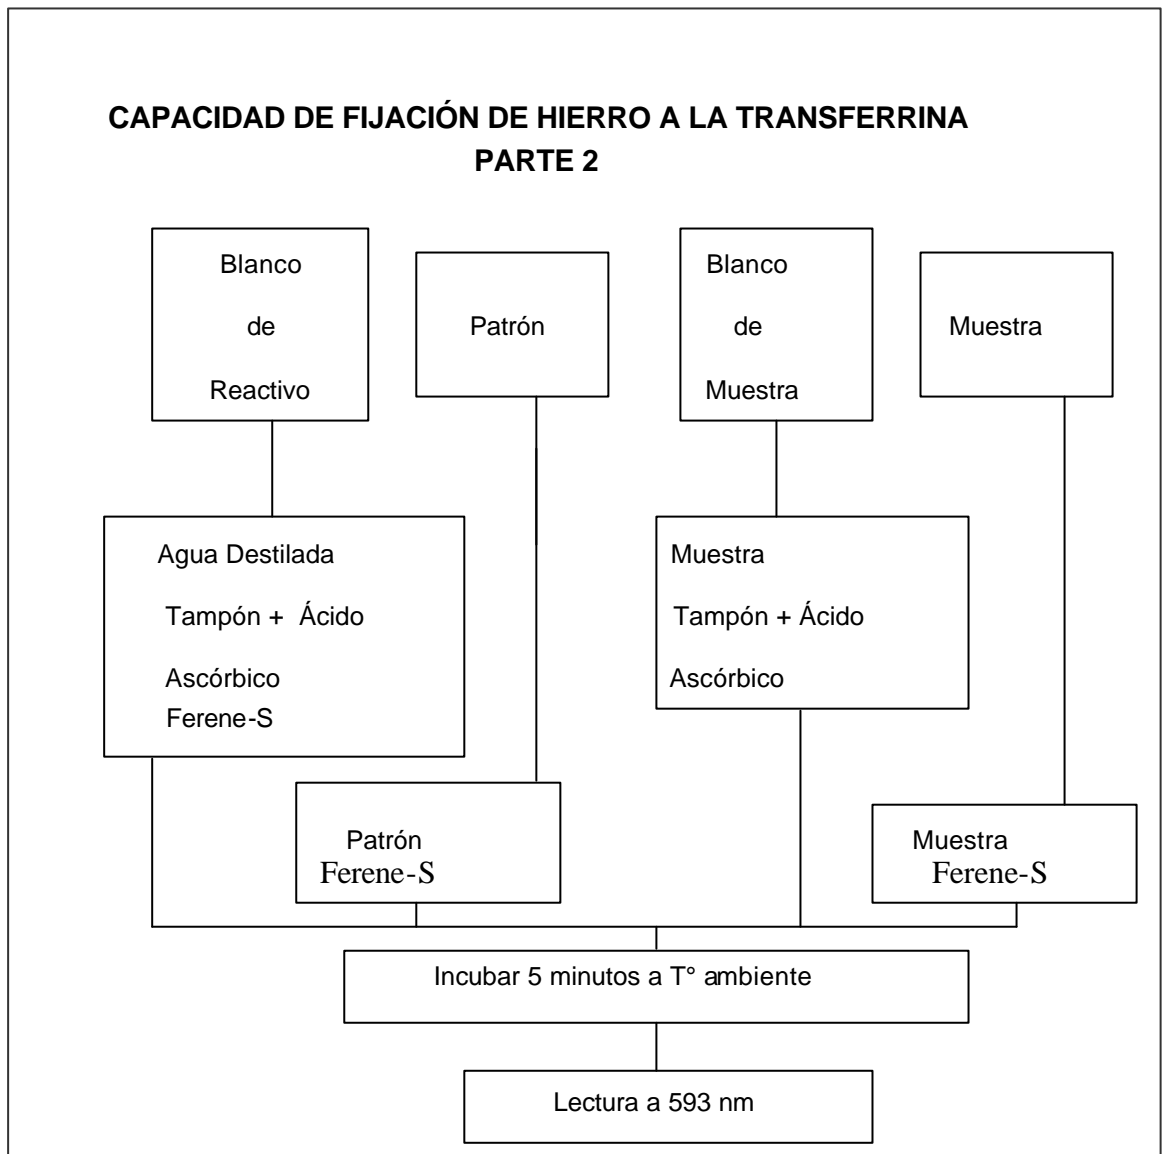 CAPACIDAD DE FIJACIÓN DE HIERRO A LA TRANSFERRINA
PARTE 2
Blanco
de
Reactivo
Patrón
Blanco
de
Muestra
Muestra
Agua Destilada
Tampón + Ácido
Ascórbico
Ferene-S
Muestra
Tampón + Ácido
Ascórbico
Patrón
Ferene-S
Muestra
Ferene-S
Incubar 5 minutos a T° ambiente
Lectura a 593 nm